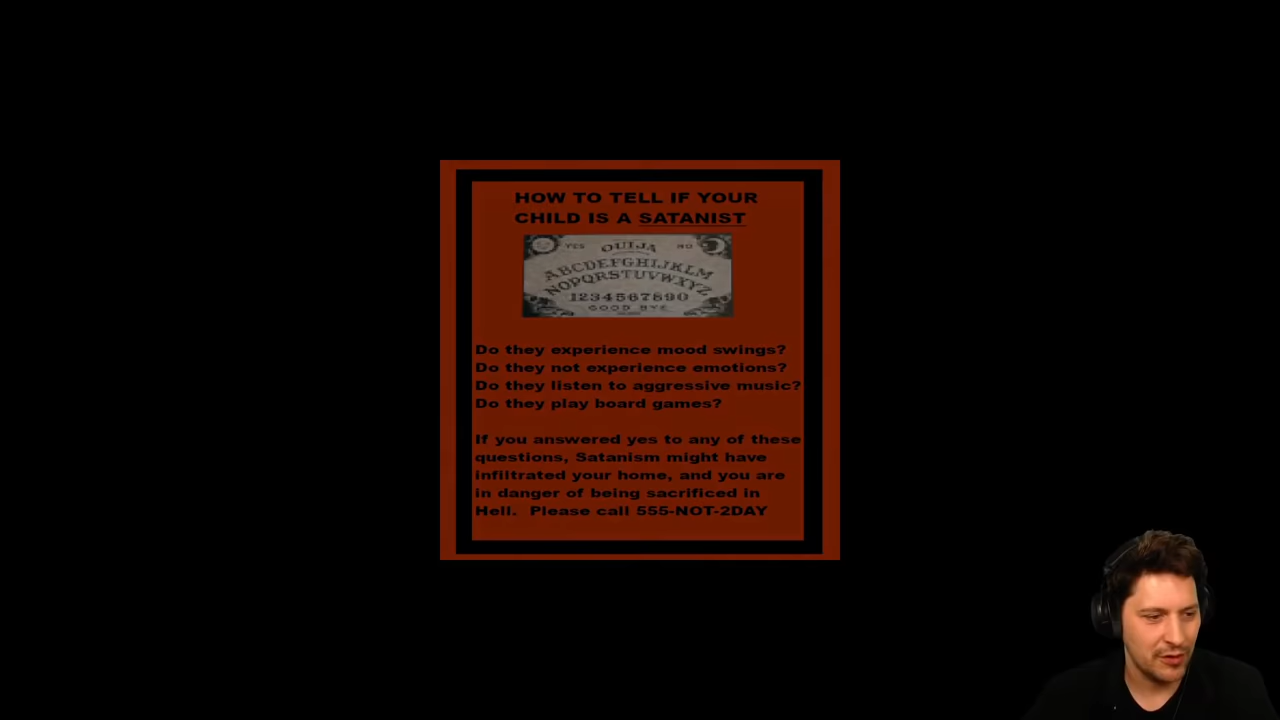 HOW TO TELL IF YOUR
CHILD IS A SATANIST
YES OUIJA NO
ABCDEFGHIJKLM
NOPQRSTUVWXYZ
1234567890
GOOD BYE
Do they experience mood swings?
Do they not experience emotions?
Do they listen to aggressive music?
Do they play board games?
If you answered yes to any of these
questions, Satanism might have
infiltrated your home, and you are
in danger of being sacrificed in
Hell. Please call 555-NOT-2DAY